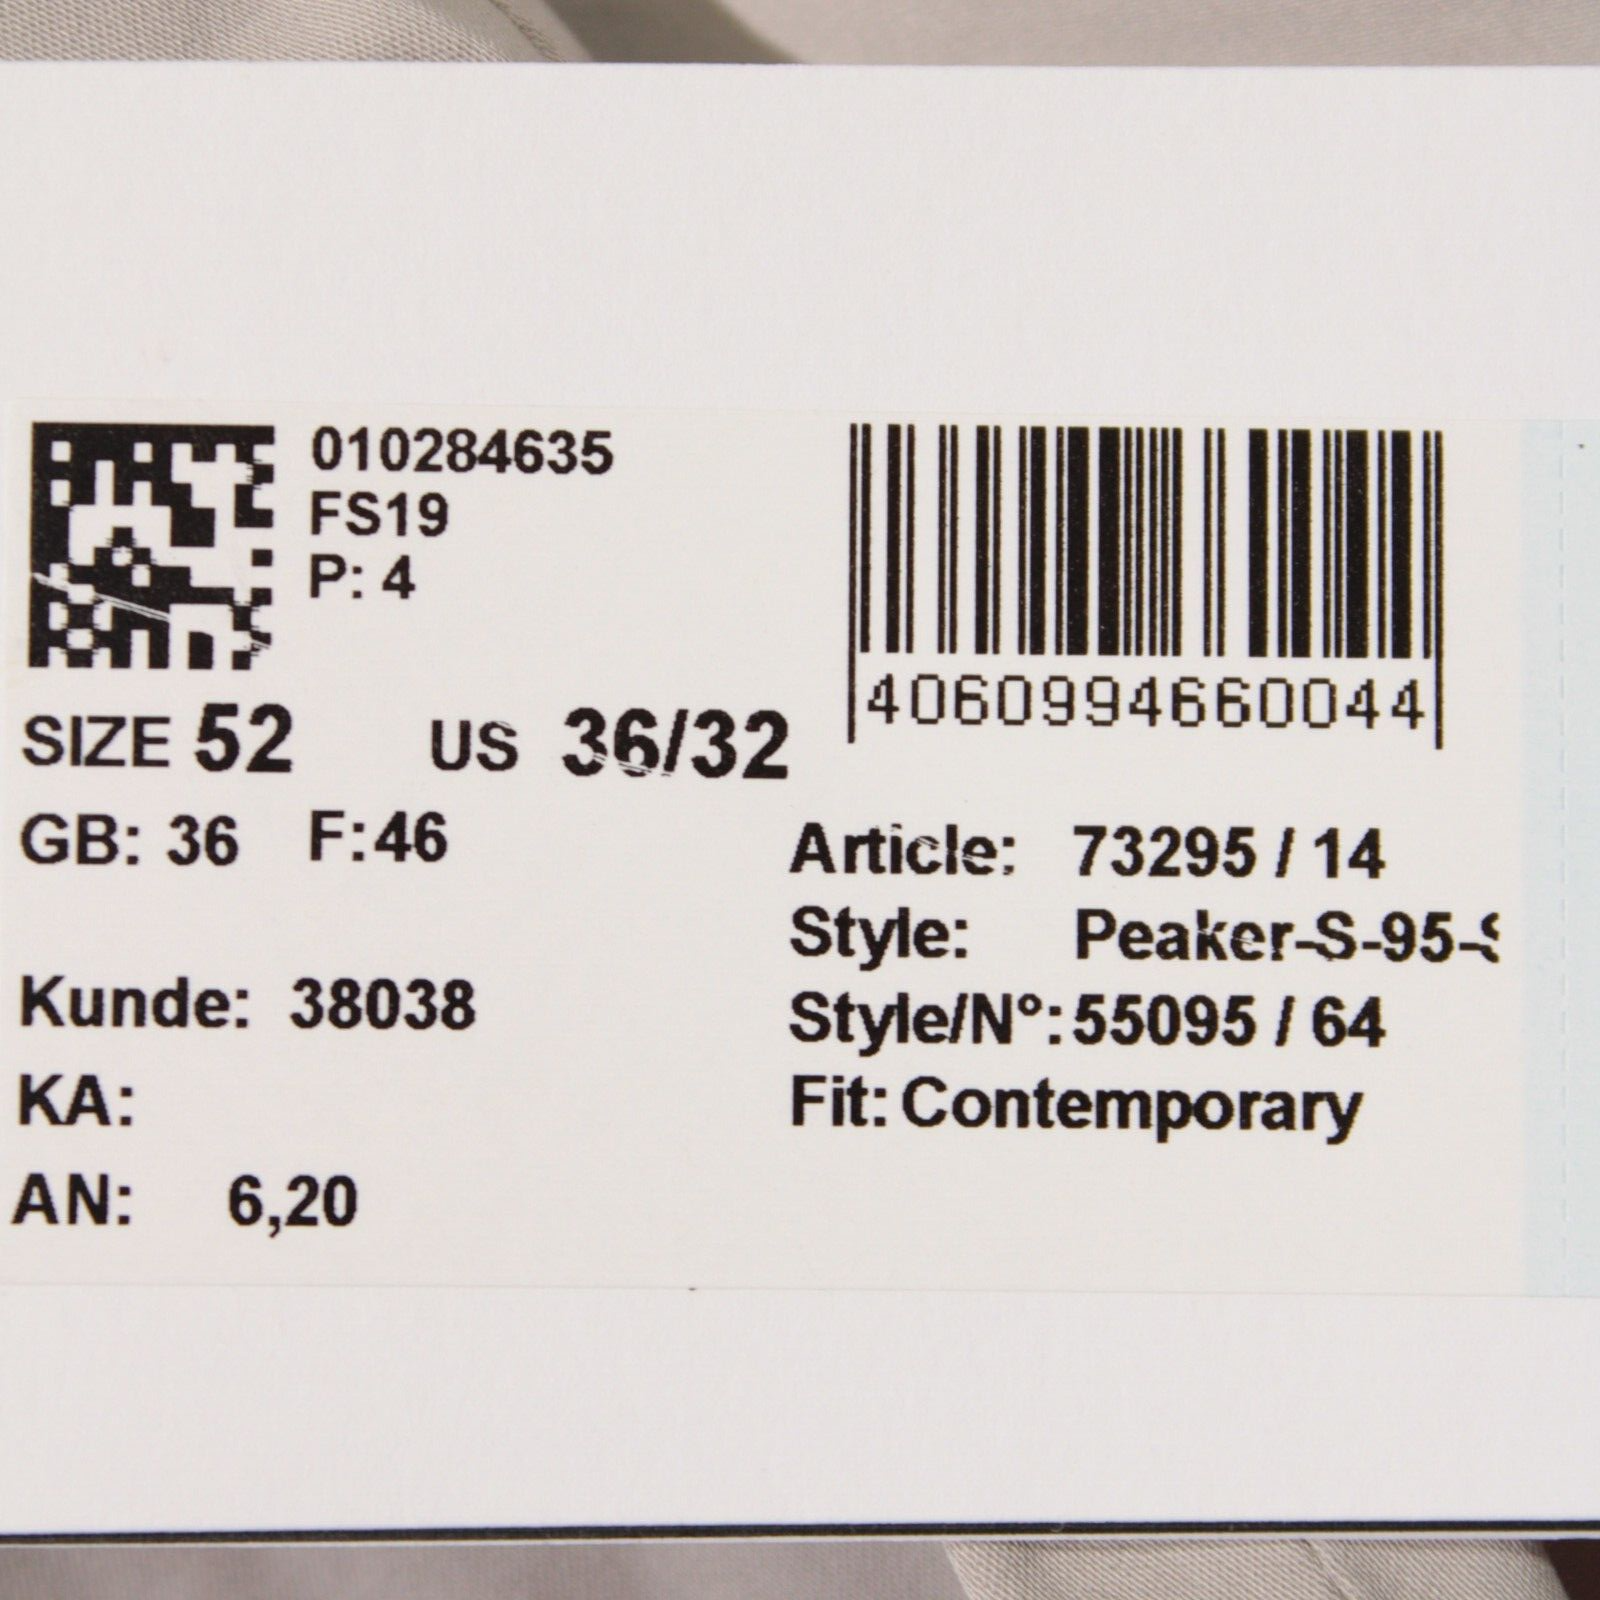 010284635
FS19
P: 4
4060994660044
SIZE 52 US 36/32
GB: 36 F:46
Kunde: 38038
KA:
AN: 6,20
Article: 73295 / 14
Style: Peaker-S-95-S
Style/N°: 55095 / 64
Fit: Contemporary